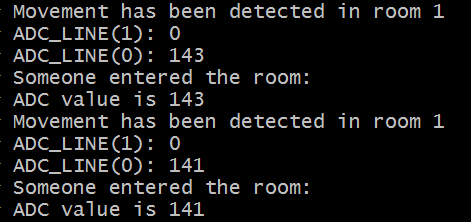 Movement has been detected in room 1
ADC_LINE(1): 0
ADC_LINE(0): 143
Someone entered the room:
ADC value is 143
Movement has been detected in room 1
ADC_LINE(1): 0
ADC_LINE(0): 141
Someone entered the room:
ADC value is 141